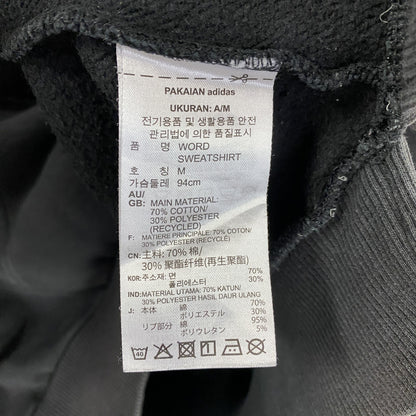 PAKAIAN adidas
UKURAN: A/M
전기용품 및 생활용품 안전
관리법에 의한 품질표시
품 명 WORD
SWEATSHIRT
호 칭 M
가슴둘레 94cm
AU/
GB: MAIN MATERIAL:
70% COTTON/
30% POLYESTER
(RECYCLED)
F: MATIERE PRINCIPALE: 70% COTON/
30% POLYESTER (RECYCLÉ)
CN: 主料: 70% 棉/
30% 聚酯纤维(再生聚酯)
KOR: 주소재: 면 70%
폴리에스터 30%
IND: MATERIAL UTAMA: 70% KATUN/
30% POLYESTER HASIL DAUR ULANG
J: 本体 綿 70%
ポリエステル 30%
リブ部分 綿 95%
ポリウレタン 5%
40